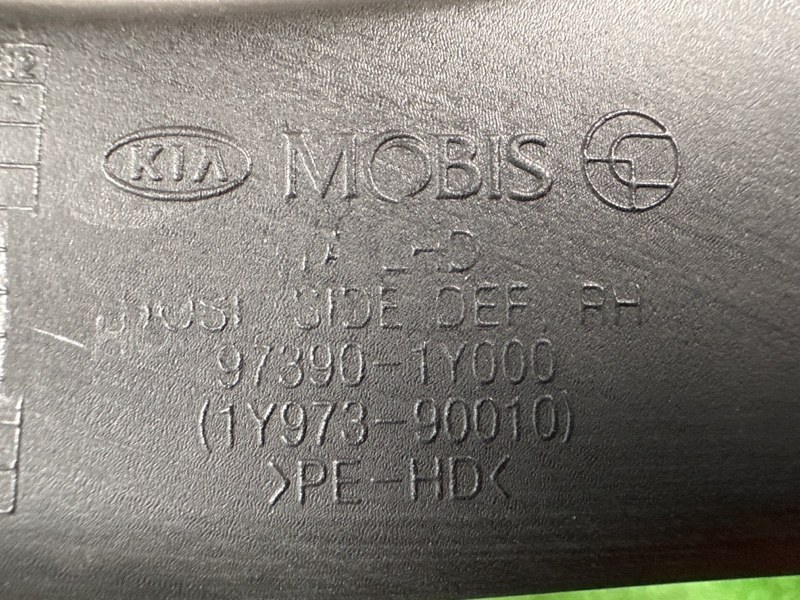 KIA MOBIS
SIDE DEF. RH
97390-1Y000
(1Y973-90010)
>PE-HD<